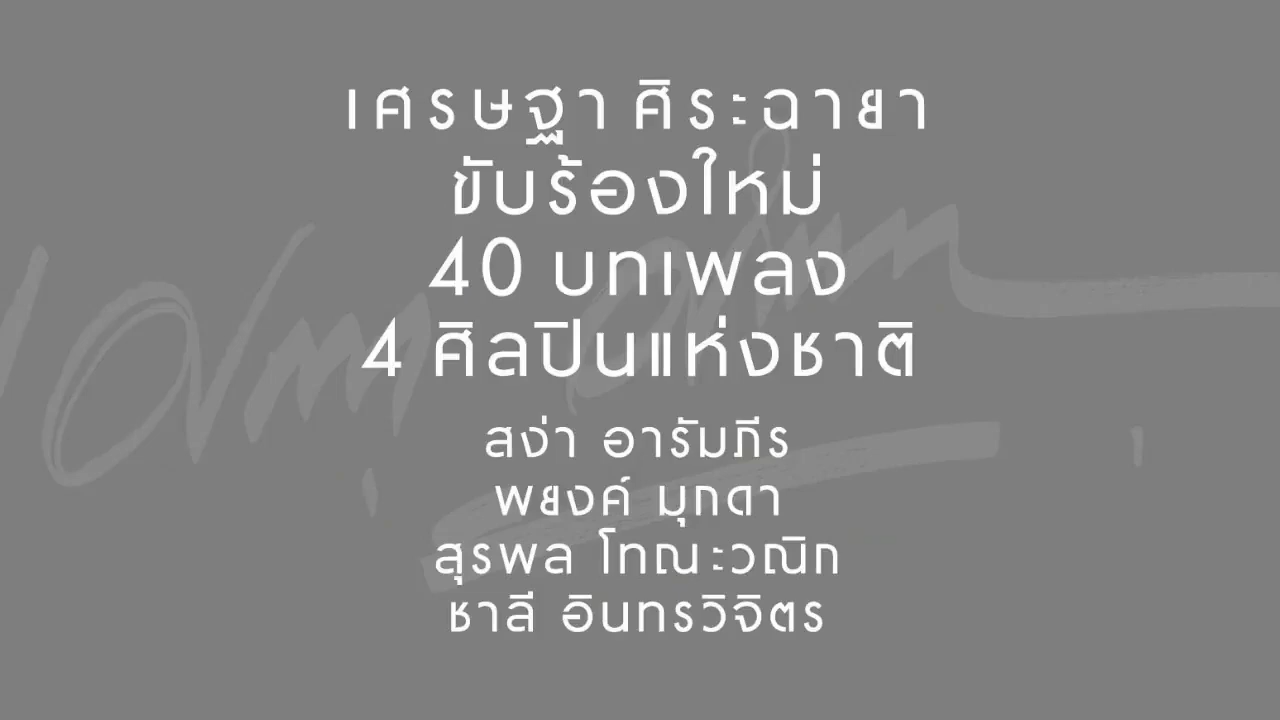 เศรษฐา ศิระฉายา
ขับร้องใหม่
40 บทเพลง
4 ศิลปินแห่งชาติ
สง่า อารัมภีร
พยงค์ มุกดา
สุรพล โทณะวณิก
ชาลี อินทรวิจิตร